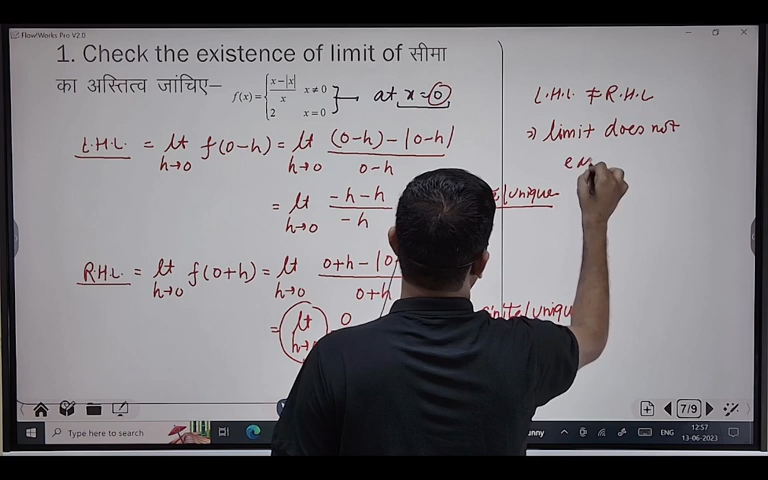 FlowWorks Pro V2.0
1. Check the existence of limit of सीमा
का अस्तित्व जांचिए– f(x) = { x-|x| / x x≠0 at x=0
2 x=0
L.H.L. = lt h→0 f(0-h) = lt h→0 (0-h)-|0-h| / 0-h
= lt h→0 -h-h / -h
unique
R.H.L. = lt h→0 f(0+h) = lt h→0 0+h-|0 / 0+h
= lt h→0 0
L.H.L. ≠ R.H.L
⇒ limit does not
ex
7/9
Type here to search
ENG
12:57
13-06-2023